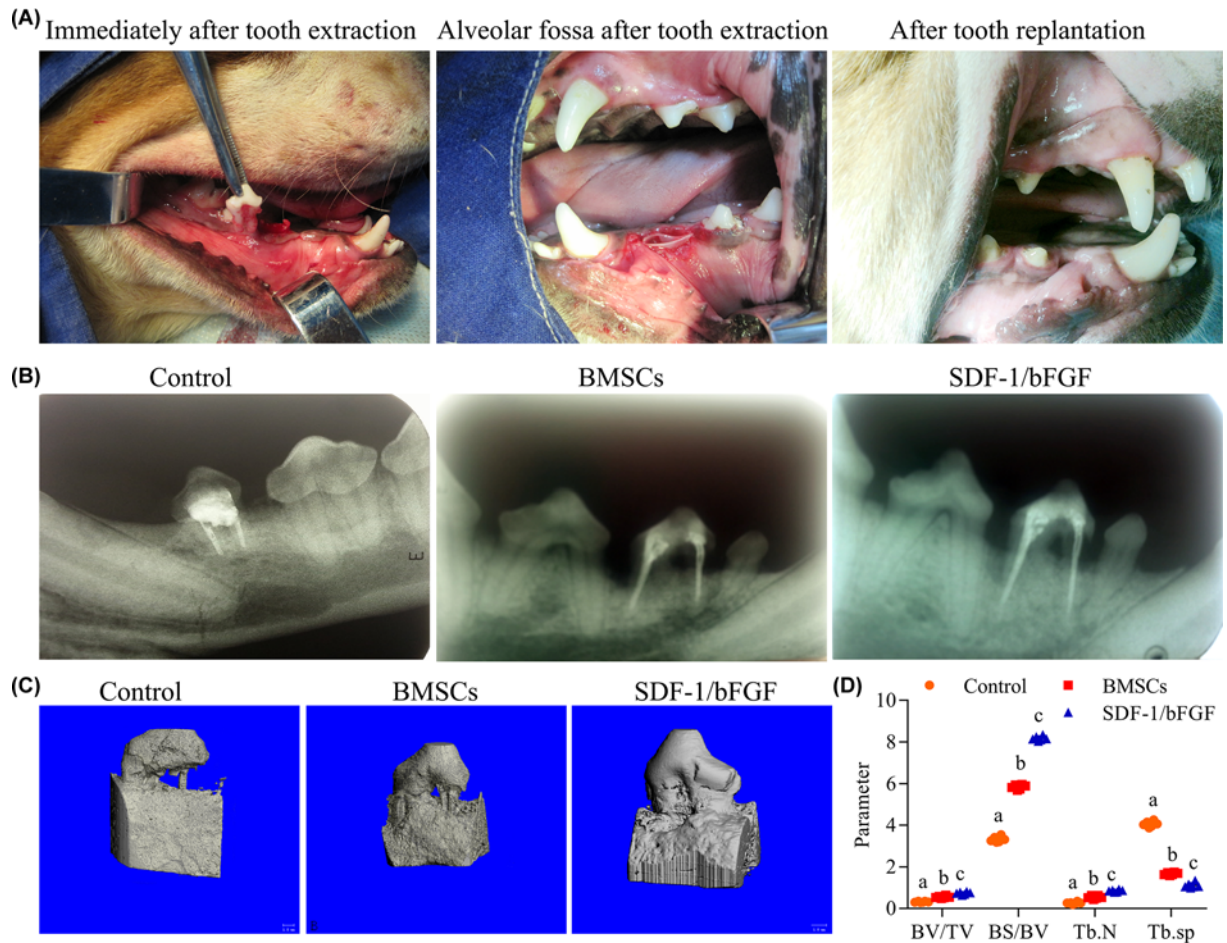 (A) Immediately after tooth extraction Alveolar fossa after tooth extraction After tooth replantation
(B) Control BMSCs SDF-1/bFGF
E
(C) Control BMSCs SDF-1/bFGF
(D) Control BMSCs
SDF-1/bFGF
10
8
6
4
2
0
Parameter
a b c
a b c
a b c
a b c
BV/TV BS/BV Tb.N Tb.sp